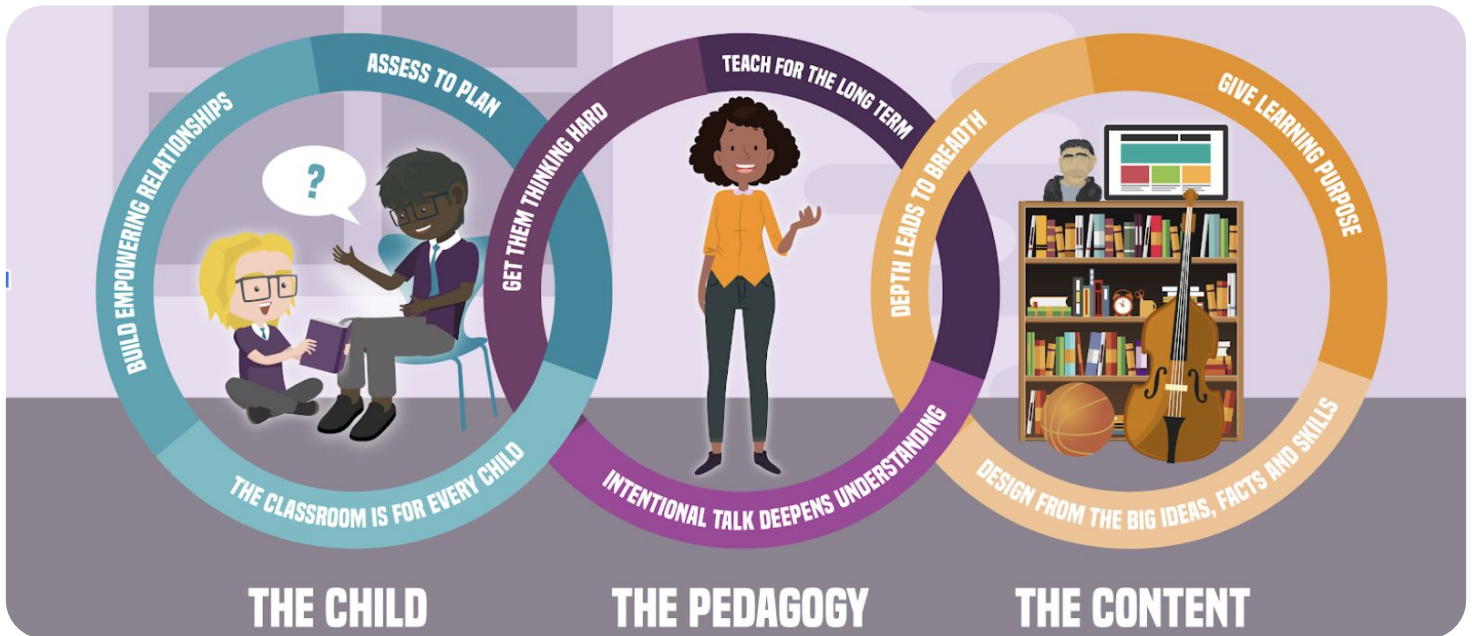 BUILD EMPOWERING RELATIONSHIPS
ASSESS TO PLAN
?
THE CLASSROOM IS FOR EVERY CHILD
GET THEM THINKING HARD
TEACH FOR THE LONG TERM
INTENTIONAL TALK DEEPENS UNDERSTANDING
DEPTH LEADS TO BREADTH
GIVE LEARNING PURPOSE
DESIGN FROM THE BIG IDEAS, FACTS AND SKILLS
THE CHILD
THE PEDAGOGY
THE CONTENT